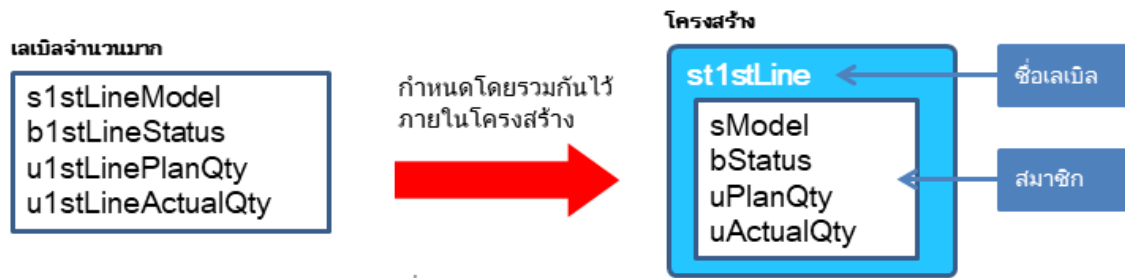 เลเบิลจำนวนมาก
s1stLineModel
b1stLineStatus
u1stLinePlanQty
u1stLineActualQty
กำหนดโดยรวมกันไว้
ภายในโครงสร้าง
โครงสร้าง
st1stLine
sModel
bStatus
uPlanQty
uActualQty
ชื่อเลเบิล
สมาชิก